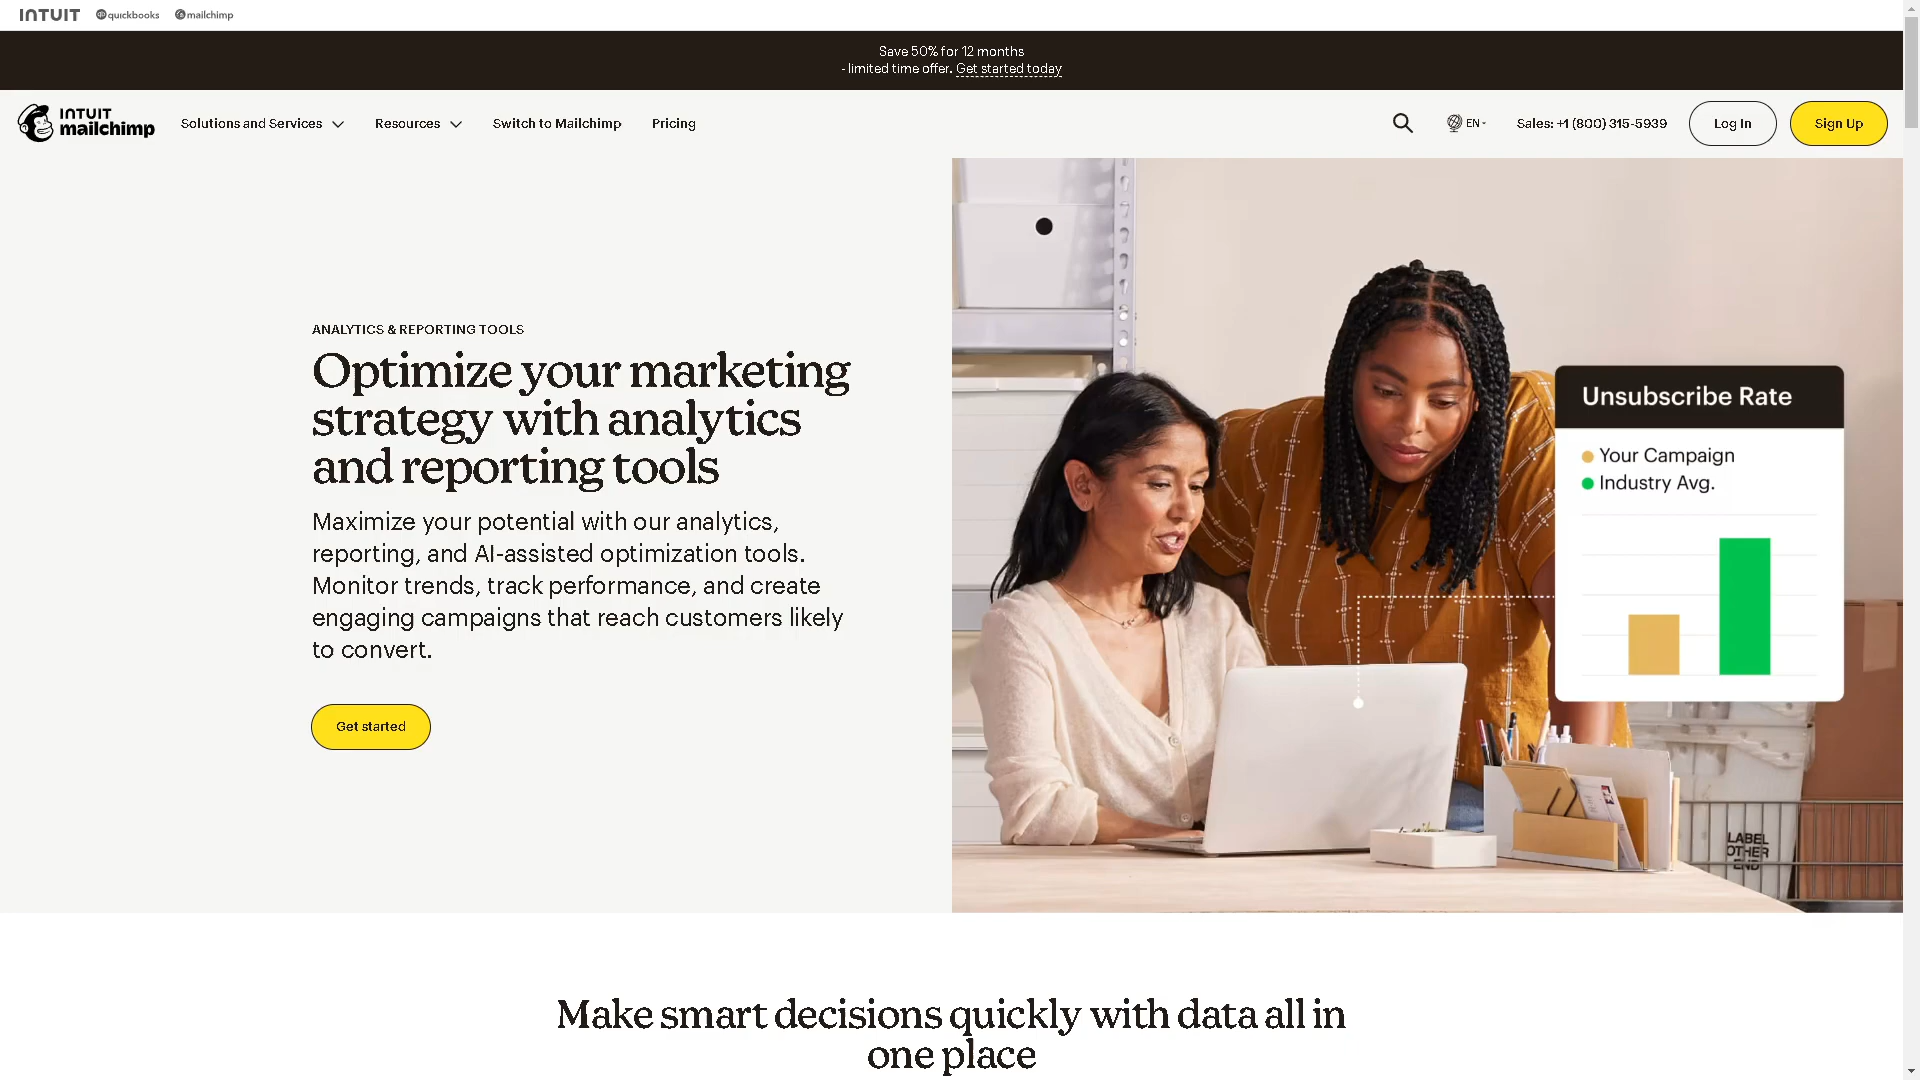 INTUIT quickbooks mailchimp
Save 50% for 12 months
- limited time offer. Get started today
INTUIT
mailchimp
Solutions and Services
Resources
Switch to Mailchimp
Pricing
EN
Sales: +1 (800) 315-5939
Log In
Sign Up
ANALYTICS & REPORTING TOOLS
Optimize your marketing
strategy with analytics
and reporting tools
Maximize your potential with our analytics,
reporting, and AI-assisted optimization tools.
Monitor trends, track performance, and create
engaging campaigns that reach customers likely
to convert.
Get started
Unsubscribe Rate
Your Campaign
Industry Avg.
LABEL
OTHER
END
Make smart decisions quickly with data all in
one place